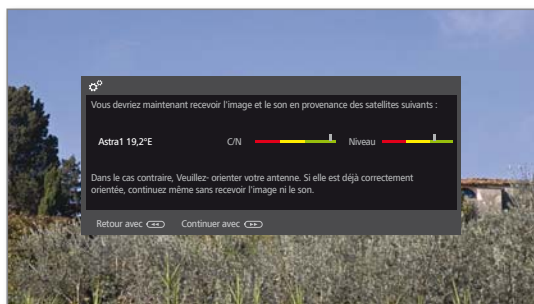 Vous devriez maintenant recevoir l'image et le son en provenance des satellites suivants :
Astra1 19,2°E C/N Niveau
Dans le cas contraire, Veuillez- orienter votre antenne. Si elle est déjà correctement
orientée, continuez même sans recevoir l'image ni le son.
Retour avec Continuer avec